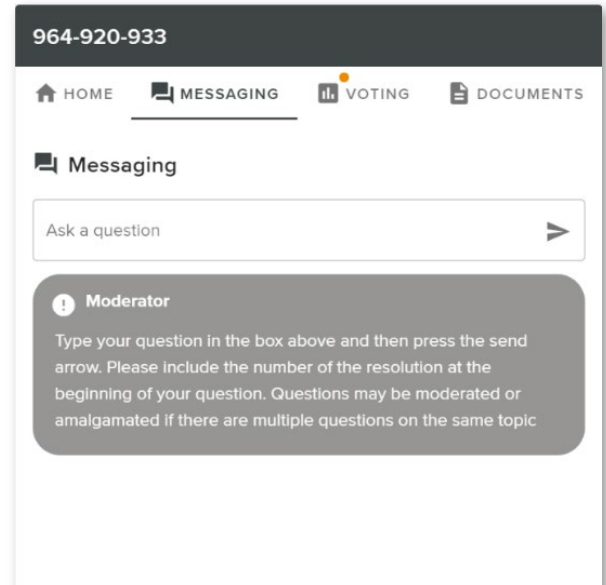 964-920-933
HOME MESSAGING VOTING DOCUMENTS
Messaging
Ask a question
Moderator
Type your question in the box above and then press the send
arrow. Please include the number of the resolution at the
beginning of your question. Questions may be moderated or
amalgamated if there are multiple questions on the same topic